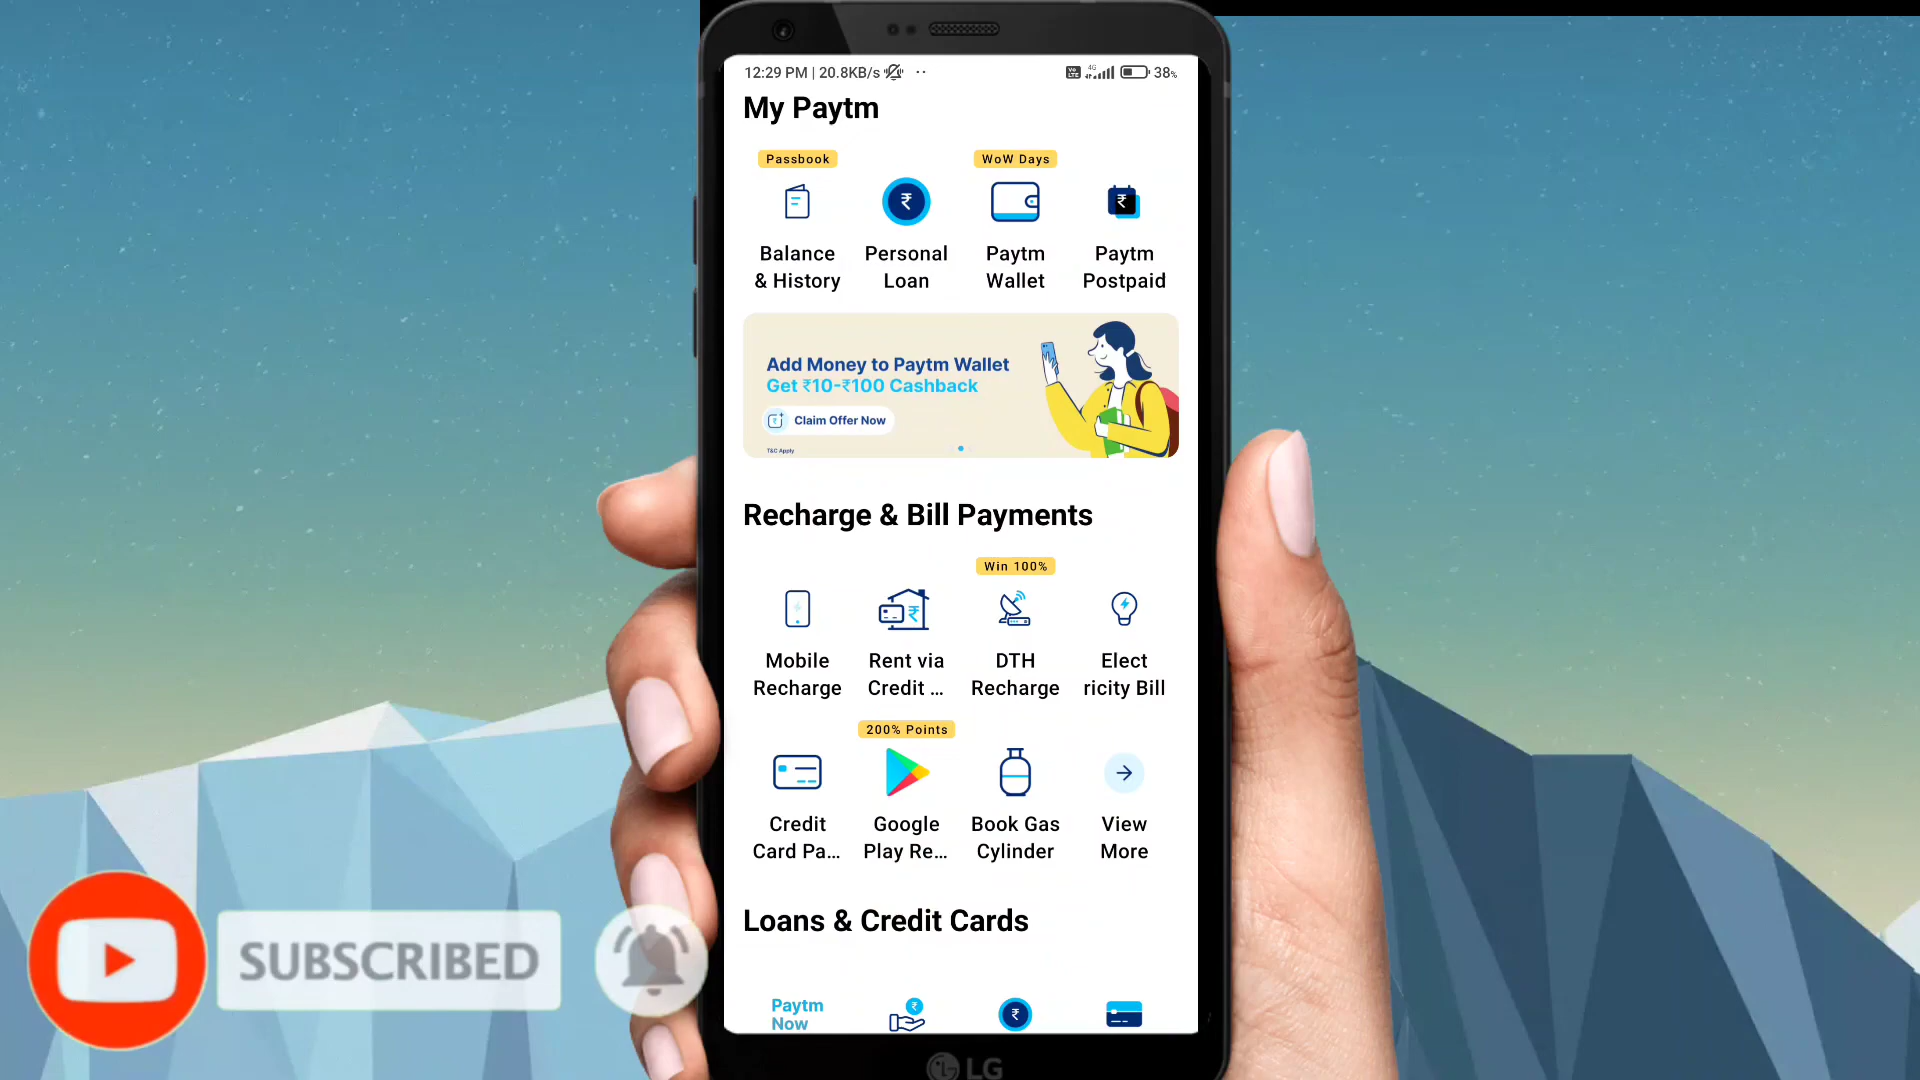 12:29 PM | 20.8KB/s
4G
38%
My Paytm
Passbook
WoW Days
Balance
& History
Personal
Loan
Paytm
Wallet
Paytm
Postpaid
Add Money to Paytm Wallet
Get ₹10-₹100 Cashback
Claim Offer Now
T&C Apply
Recharge & Bill Payments
Win 100%
Mobile
Recharge
Rent via
Credit ...
DTH
Recharge
Elect
ricity Bill
200% Points
Credit
Card Pa...
Google
Play Re...
Book Gas
Cylinder
View
More
Loans & Credit Cards
Paytm
Now
SUBSCRIBED
LG